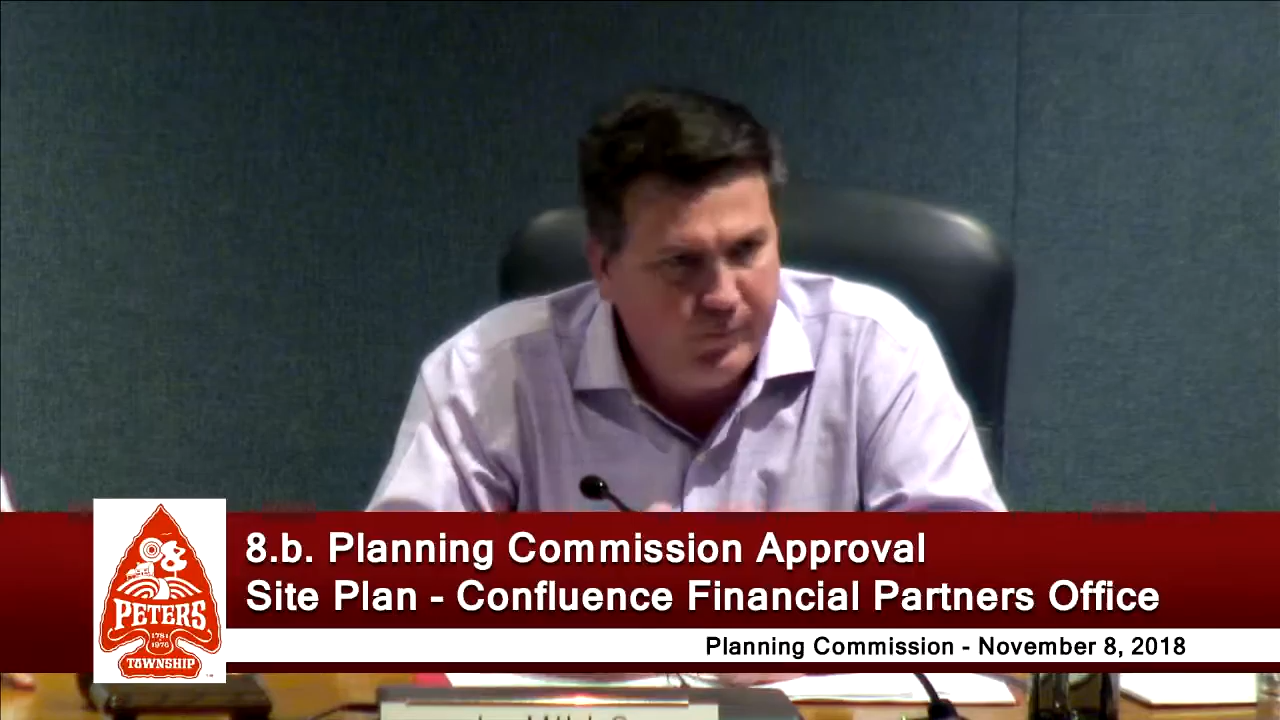 8.b. Planning Commission Approval
Site Plan - Confluence Financial Partners Office
Planning Commission - November 8, 2018
PETERS
1781
1976
TOWNSHIP